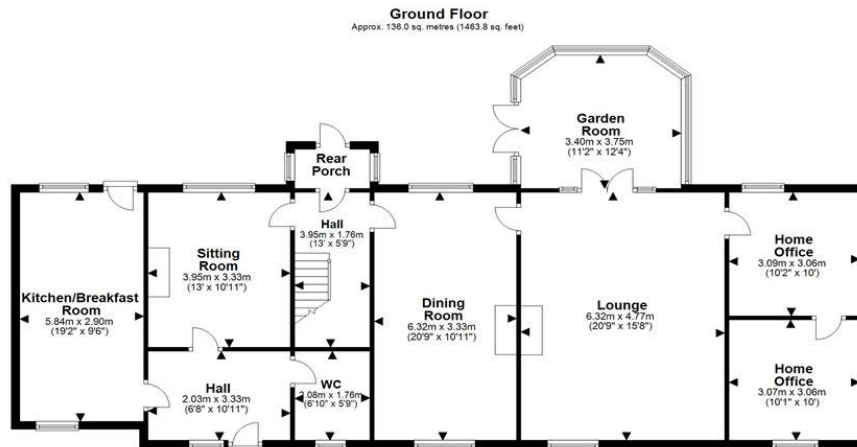 Ground Floor
Approx. 136.0 sq. metres (1463.8 sq. feet)
Garden
Room
3.40m x 3.75m
(11'2" x 12'4")
Rear
Porch
Hall
3.95m x 1.76m
(13' x 5'9")
Sitting
Room
3.95m x 3.33m
(13' x 10'11")
Kitchen/Breakfast
Room
5.84m x 2.90m
(19'2" x 9'6")
Dining
Room
6.32m x 3.33m
(20'9" x 10'11")
Lounge
6.32m x 4.77m
(20'9" x 15'8")
Home
Office
3.09m x 3.06m
(10'2" x 10')
Hall
2.03m x 3.33m
(6'8" x 10'11")
WC
2.08m x 1.76m
(6'10" x 5'9")
Home
Office
3.07m x 3.06m
(10'1" x 10')